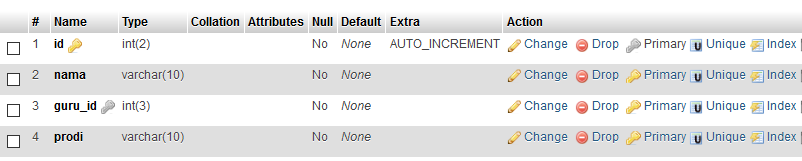 # Name Type Collation Attributes Null Default Extra Action
1 id int(2) No None AUTO_INCREMENT Change Drop Primary Unique Index
2 nama varchar(10) No None Change Drop Primary Unique Index
3 guru_id int(3) No None Change Drop Primary Unique Index
4 prodi varchar(10) No None Change Drop Primary Unique Index